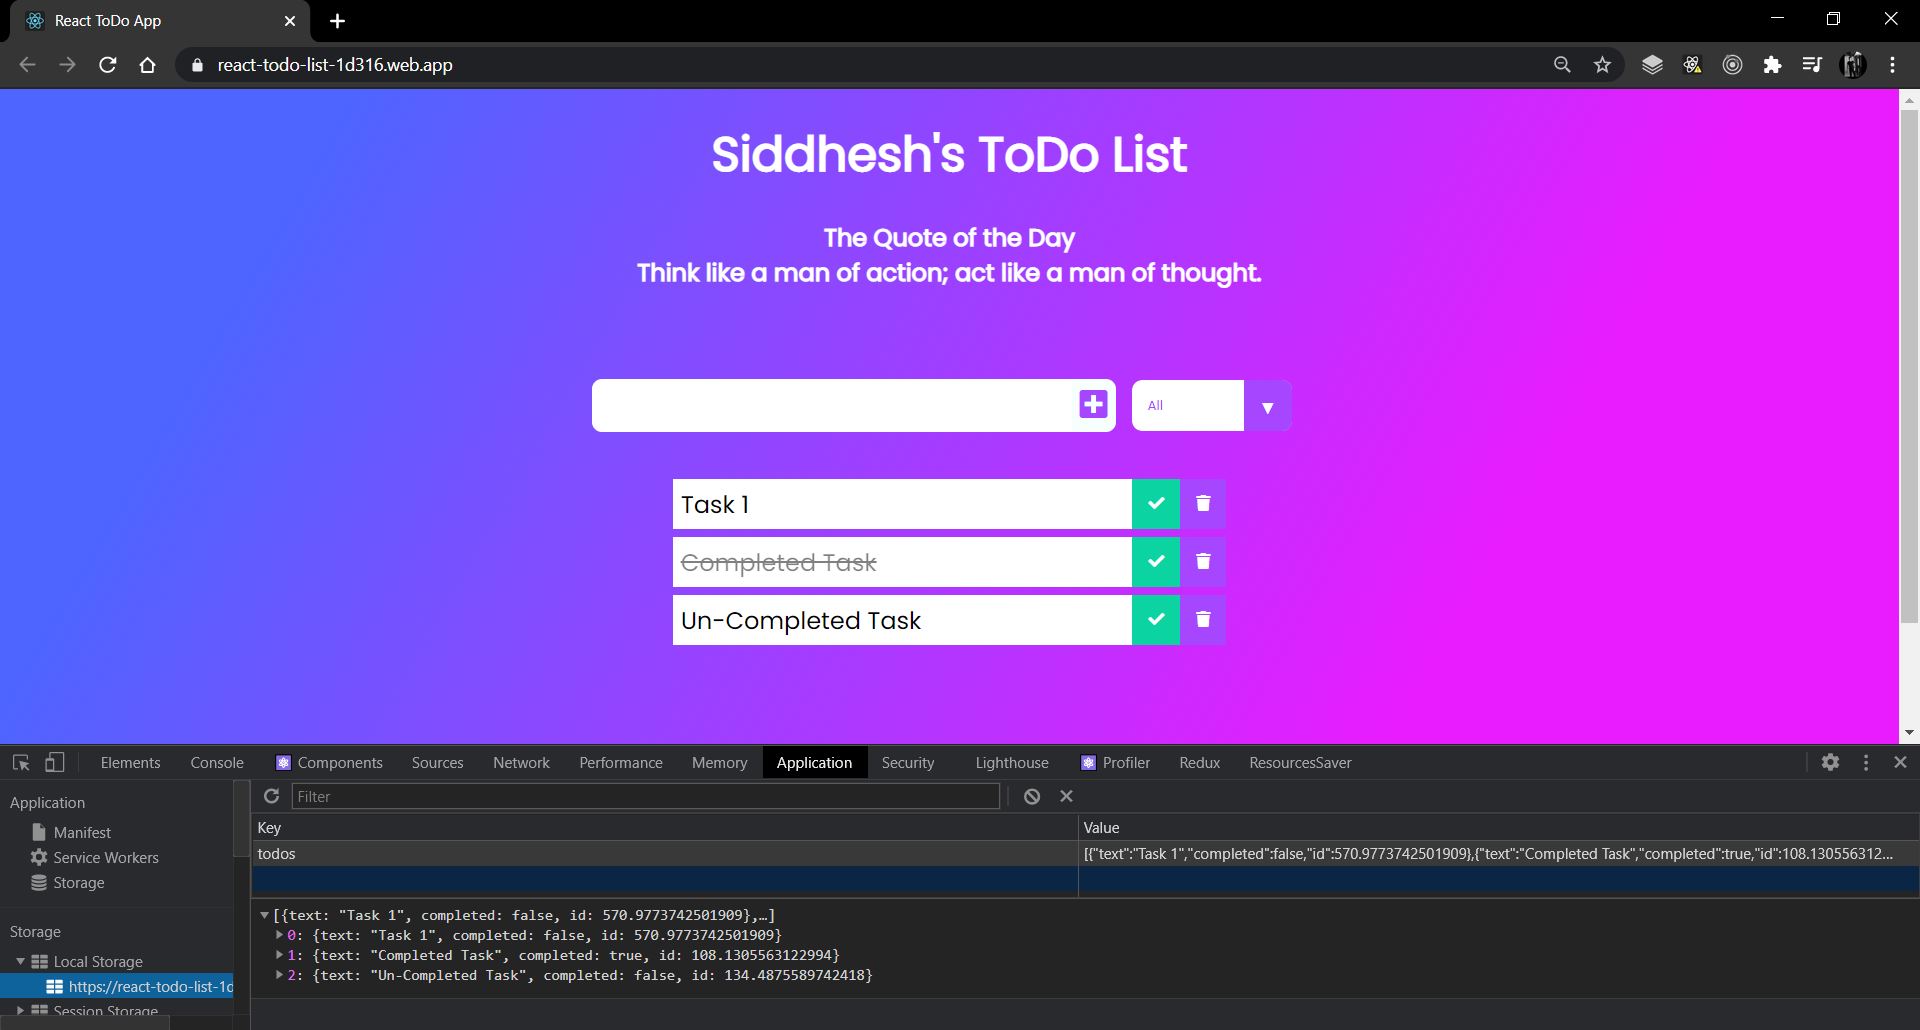 React ToDo App
react-todo-list-1d316.web.app
Siddhesh's ToDo List
The Quote of the Day
Think like a man of action; act like a man of thought.
All
Task 1
Completed Task
Un-Completed Task
Elements Console Components Sources Network Performance Memory Application Security Lighthouse Profiler Redux ResourcesSaver
Application
Manifest
Service Workers
Storage
Storage
Local Storage
https://react-todo-list-1d
Session Storage
Filter
Key Value
todos [{"text":"Task 1","completed":false,"id":570.9773742501909},{"text":"Completed Task","completed":true,"id":108.130556312...
[{text: "Task 1", completed: false, id: 570.9773742501909},…]
0: {text: "Task 1", completed: false, id: 570.9773742501909}
1: {text: "Completed Task", completed: true, id: 108.1305563122994}
2: {text: "Un-Completed Task", completed: false, id: 134.4875589742418}